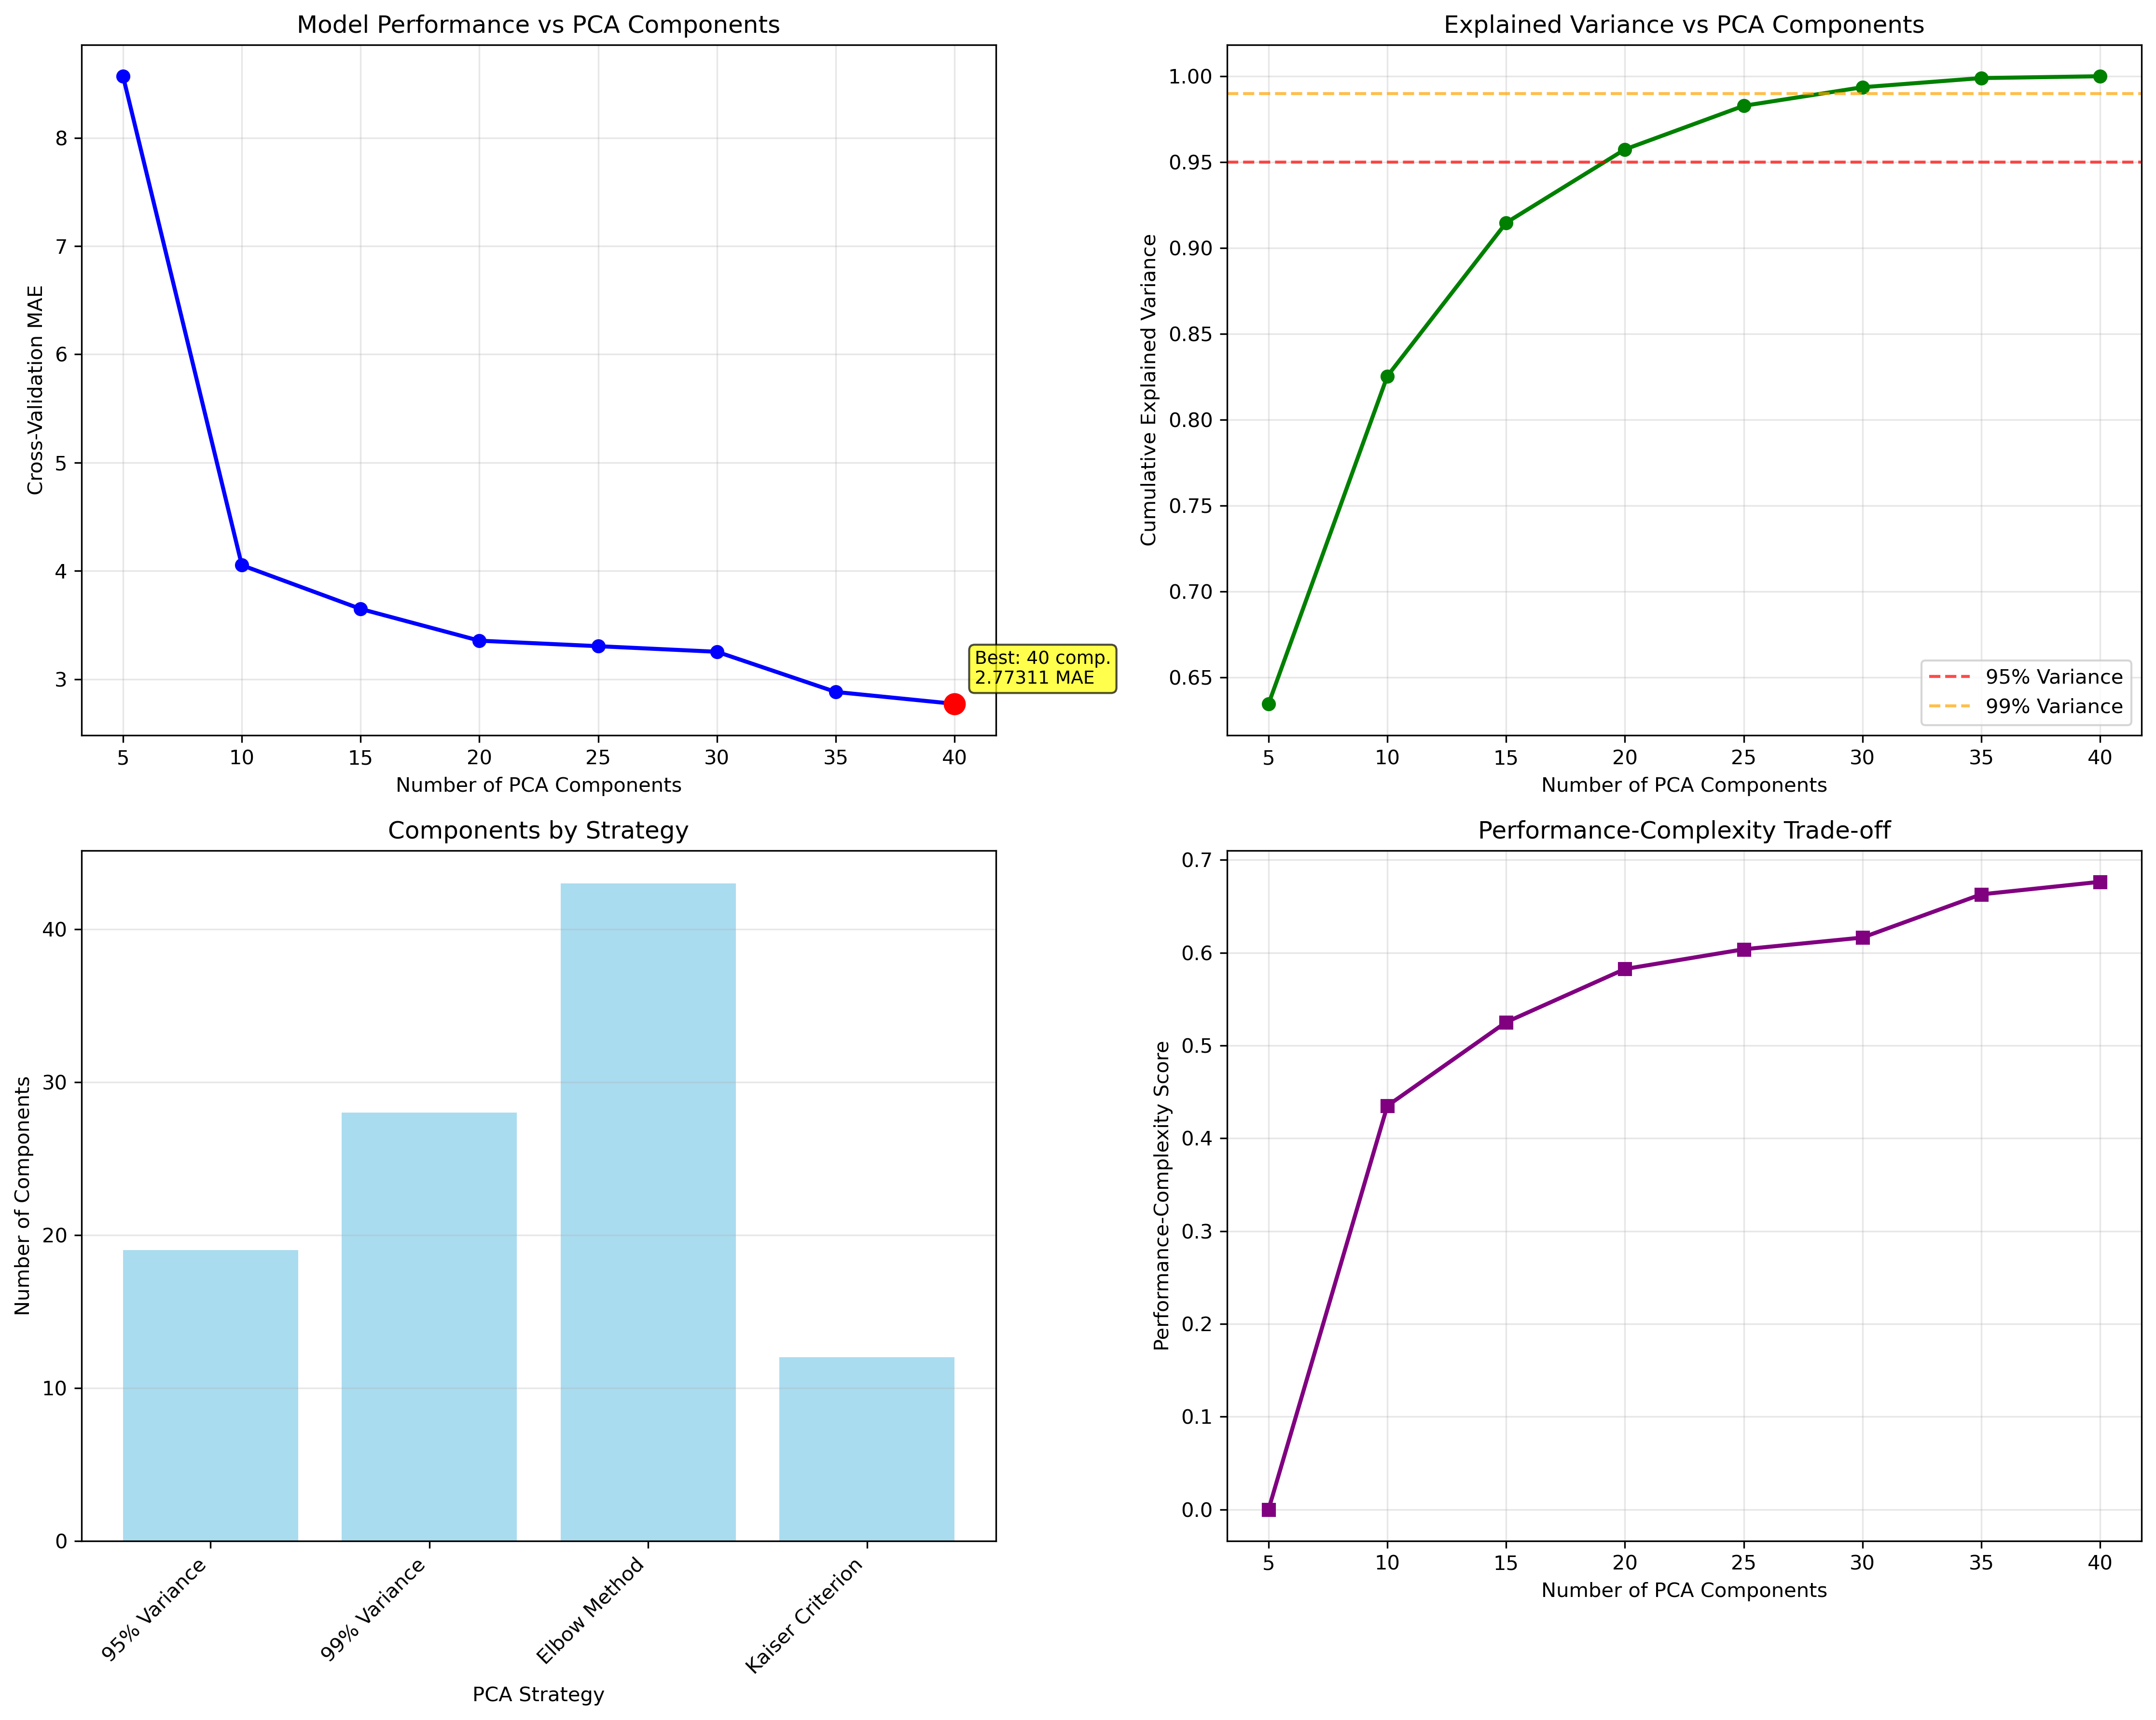 Model Performance vs PCA Components
8
7
6
5
4
3
Cross-Validation MAE
Best: 40 comp.
2.77311 MAE
5 10 15 20 25 30 35 40
Number of PCA Components
Explained Variance vs PCA Components
1.00
0.95
0.90
0.85
0.80
0.75
0.70
0.65
Cumulative Explained Variance
95% Variance
99% Variance
5 10 15 20 25 30 35 40
Number of PCA Components
Components by Strategy
40
30
20
10
0
Number of Components
95% Variance
99% Variance
Elbow Method
Kaiser Criterion
PCA Strategy
Performance-Complexity Trade-off
0.7
0.6
0.5
0.4
0.3
0.2
0.1
0.0
Performance-Complexity Score
5 10 15 20 25 30 35 40
Number of PCA Components